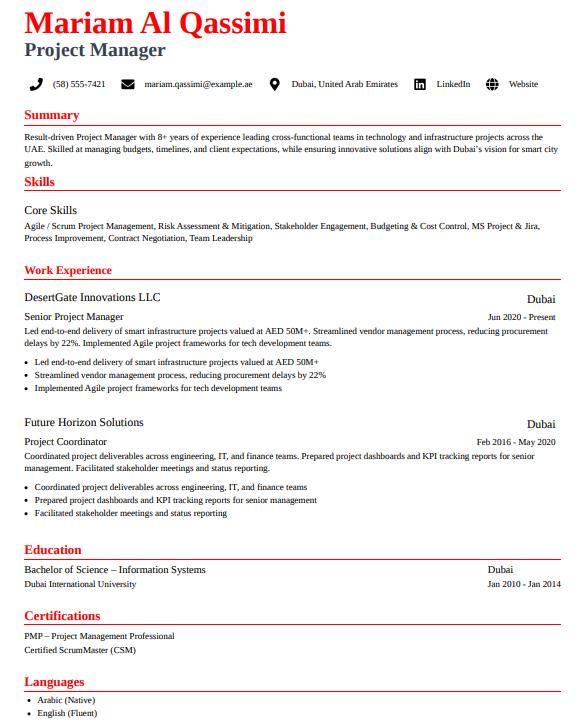 Mariam Al Qassimi
Project Manager
(58) 555-7421 mariam.qassimi@example.ae Dubai, United Arab Emirates LinkedIn Website
Summary
Result-driven Project Manager with 8+ years of experience leading cross-functional teams in technology and infrastructure projects across the
UAE. Skilled at managing budgets, timelines, and client expectations, while ensuring innovative solutions align with Dubai's vision for smart city
growth.
Skills
Core Skills
Agile / Scrum Project Management, Risk Assessment & Mitigation, Stakeholder Engagement, Budgeting & Cost Control, MS Project & Jira,
Process Improvement, Contract Negotiation, Team Leadership
Work Experience
DesertGate Innovations LLC Dubai
Senior Project Manager Jun 2020 - Present
Led end-to-end delivery of smart infrastructure projects valued at AED 50M+. Streamlined vendor management process, reducing procurement
delays by 22%. Implemented Agile project frameworks for tech development teams.
• Led end-to-end delivery of smart infrastructure projects valued at AED 50M+
• Streamlined vendor management process, reducing procurement delays by 22%
• Implemented Agile project frameworks for tech development teams
Future Horizon Solutions Dubai
Project Coordinator Feb 2016 - May 2020
Coordinated project deliverables across engineering, IT, and finance teams. Prepared project dashboards and KPI tracking reports for senior
management. Facilitated stakeholder meetings and status reporting.
• Coordinated project deliverables across engineering, IT, and finance teams
• Prepared project dashboards and KPI tracking reports for senior management
• Facilitated stakeholder meetings and status reporting
Education
Bachelor of Science – Information Systems Dubai
Dubai International University Jan 2010 - Jan 2014
Certifications
PMP – Project Management Professional
Certified ScrumMaster (CSM)
Languages
• Arabic (Native)
• English (Fluent)